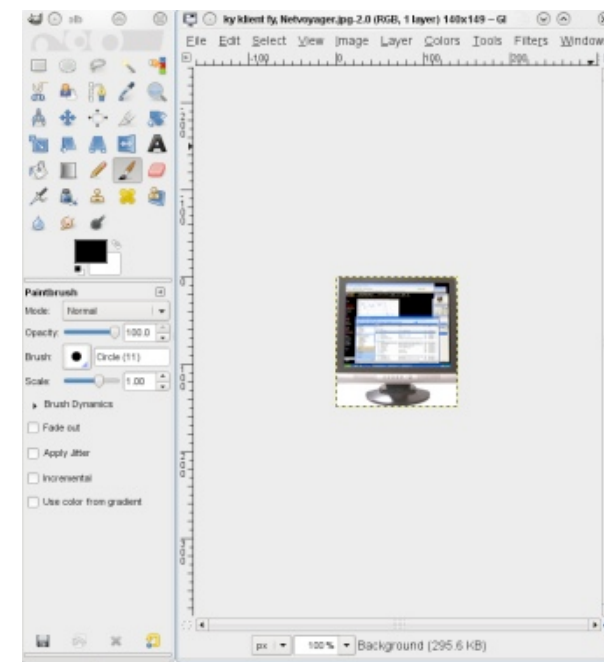 ky klient fy, Netvoyager.jpg-2.0 (RGB, 1 layer) 140x149 – GI
File Edit Select View Image Layer Colors Tools Filters Window
-100 0 100 200
Paintbrush
Mode: Normal
Opacity: 100.0
Brush: Circle (11)
Scale: 1.00
Brush Dynamics
Fade out
Apply Jitter
Incremental
Use color from gradient
px 100 % Background (295.6 KB)